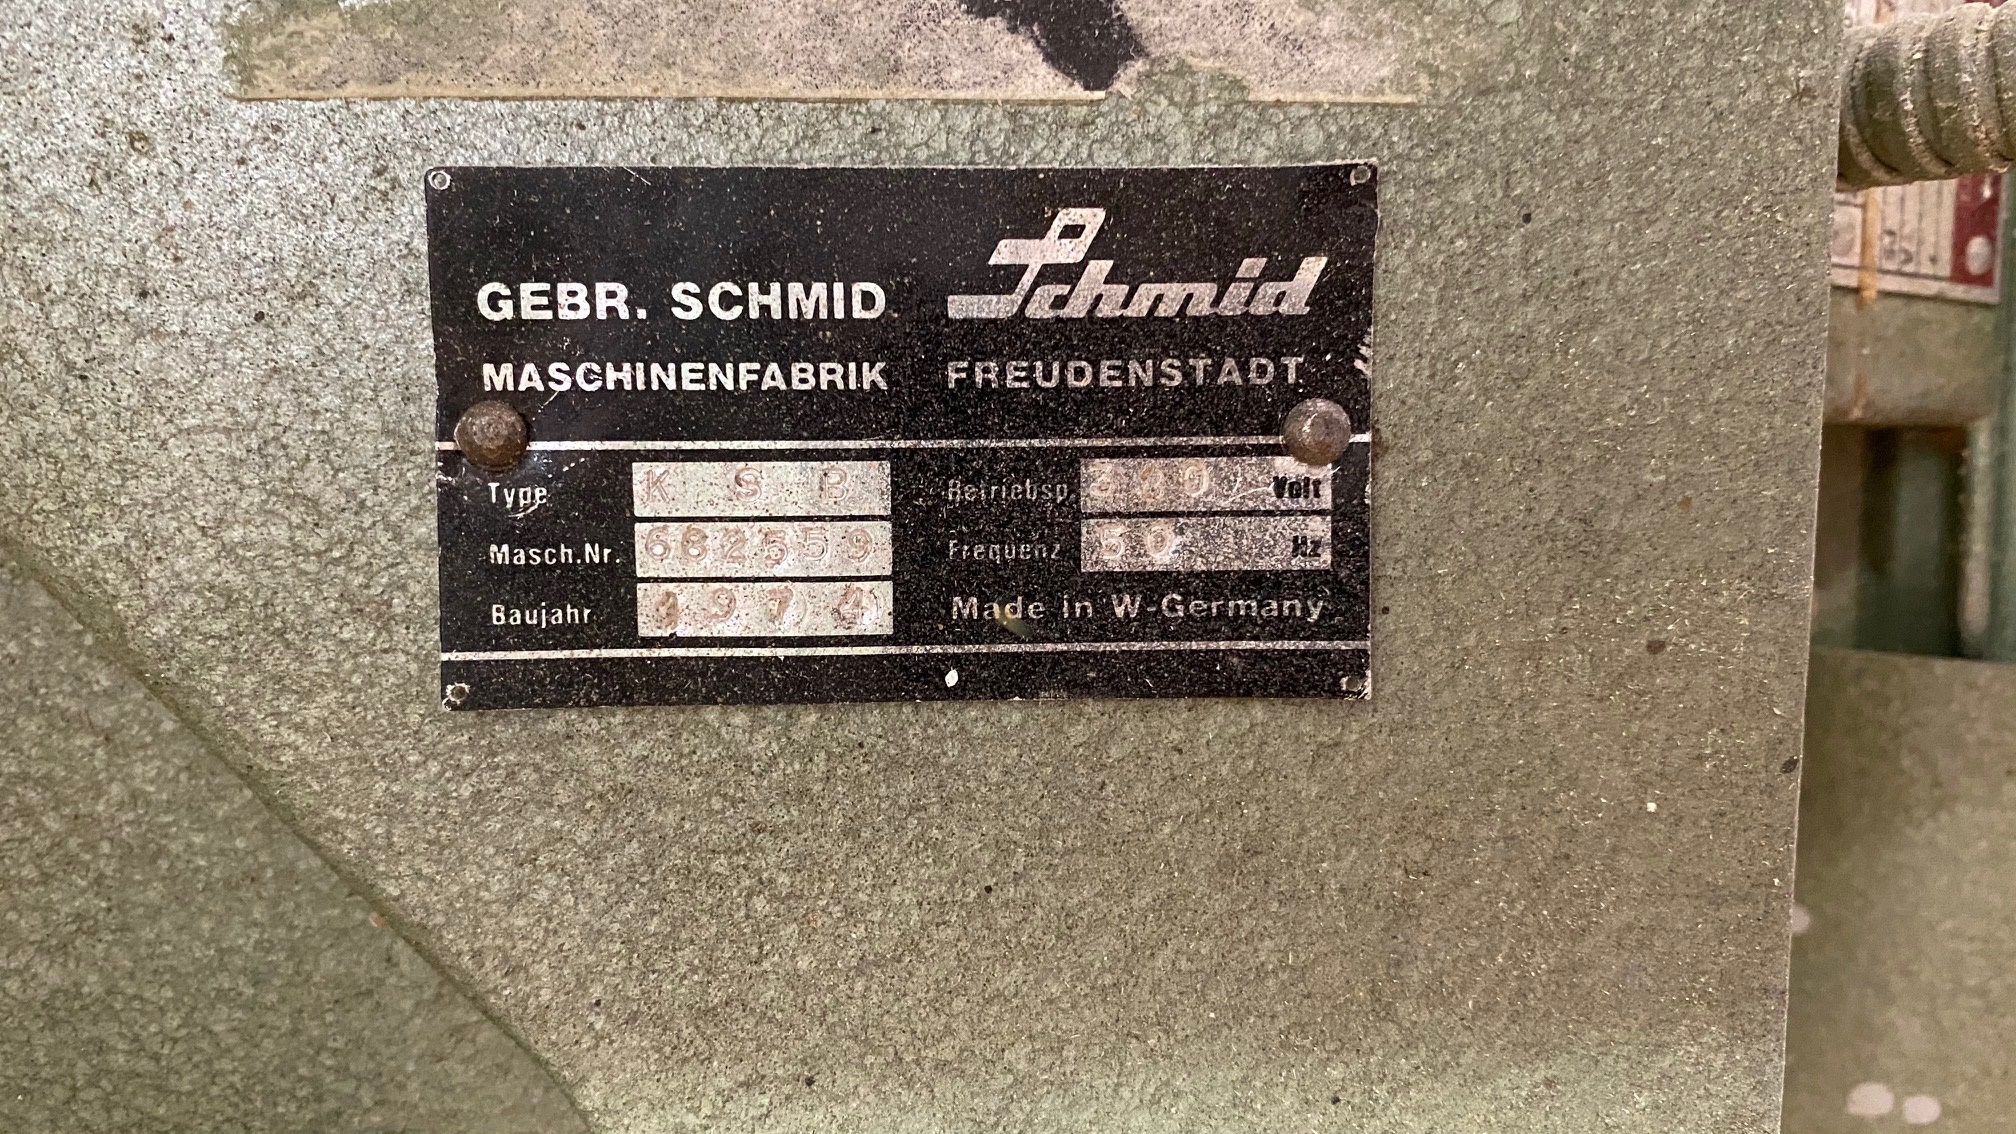 GEBR. SCHMID Schmid
MASCHINENFABRIK FREUDENSTADT
Type K S B
Masch.Nr. 682559
Baujahr 1974
Betriebsp. 380 Volt
Frequenz 50 Hz
Made in W-Germany